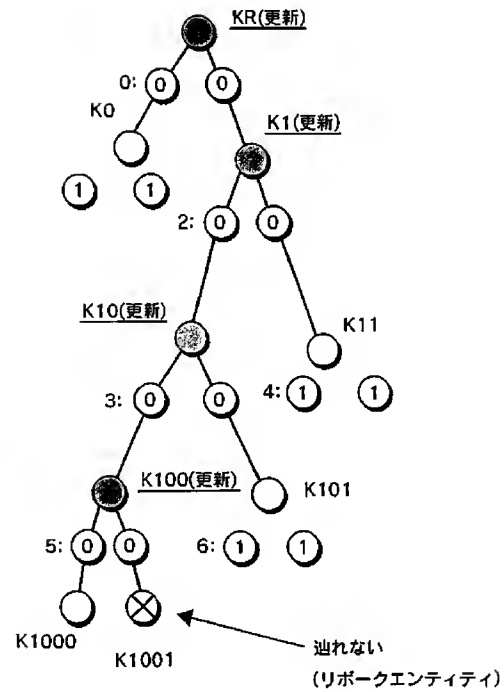 KR(更新)
0: 0 0
K0
K1(更新)
1 1
2: 0 0
K10(更新)
K11
3: 0 0
4: 1 1
K100(更新)
K101
5: 0 0
6: 1 1
K1000
K1001
辿れない
(リボークエンティティ)